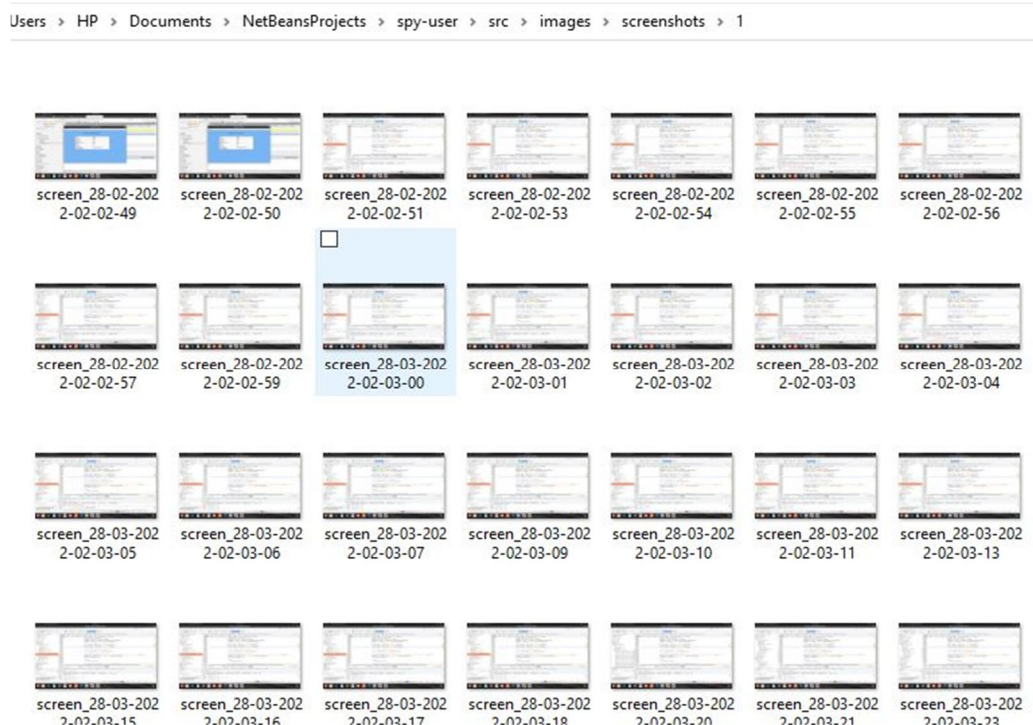 Users > HP > Documents > NetBeansProjects > spy-user > src > images > screenshots > 1
screen_28-02-202 screen_28-02-202 screen_28-02-202 screen_28-02-202 screen_28-02-202 screen_28-02-202 screen_28-02-202
2-02-02-49 2-02-02-50 2-02-02-51 2-02-02-53 2-02-02-54 2-02-02-55 2-02-02-56
screen_28-02-202 screen_28-02-202 screen_28-03-202 screen_28-03-202 screen_28-03-202 screen_28-03-202 screen_28-03-202
2-02-02-57 2-02-02-59 2-02-03-00 2-02-03-01 2-02-03-02 2-02-03-03 2-02-03-04
screen_28-03-202 screen_28-03-202 screen_28-03-202 screen_28-03-202 screen_28-03-202 screen_28-03-202 screen_28-03-202
2-02-03-05 2-02-03-06 2-02-03-07 2-02-03-09 2-02-03-10 2-02-03-11 2-02-03-13
screen_28-03-202 screen_28-03-202 screen_28-03-202 screen_28-03-202 screen_28-03-202 screen_28-03-202 screen_28-03-202
2-02-03-15 2-02-03-16 2-02-03-17 2-02-03-18 2-02-03-20 2-02-03-21 2-02-03-23